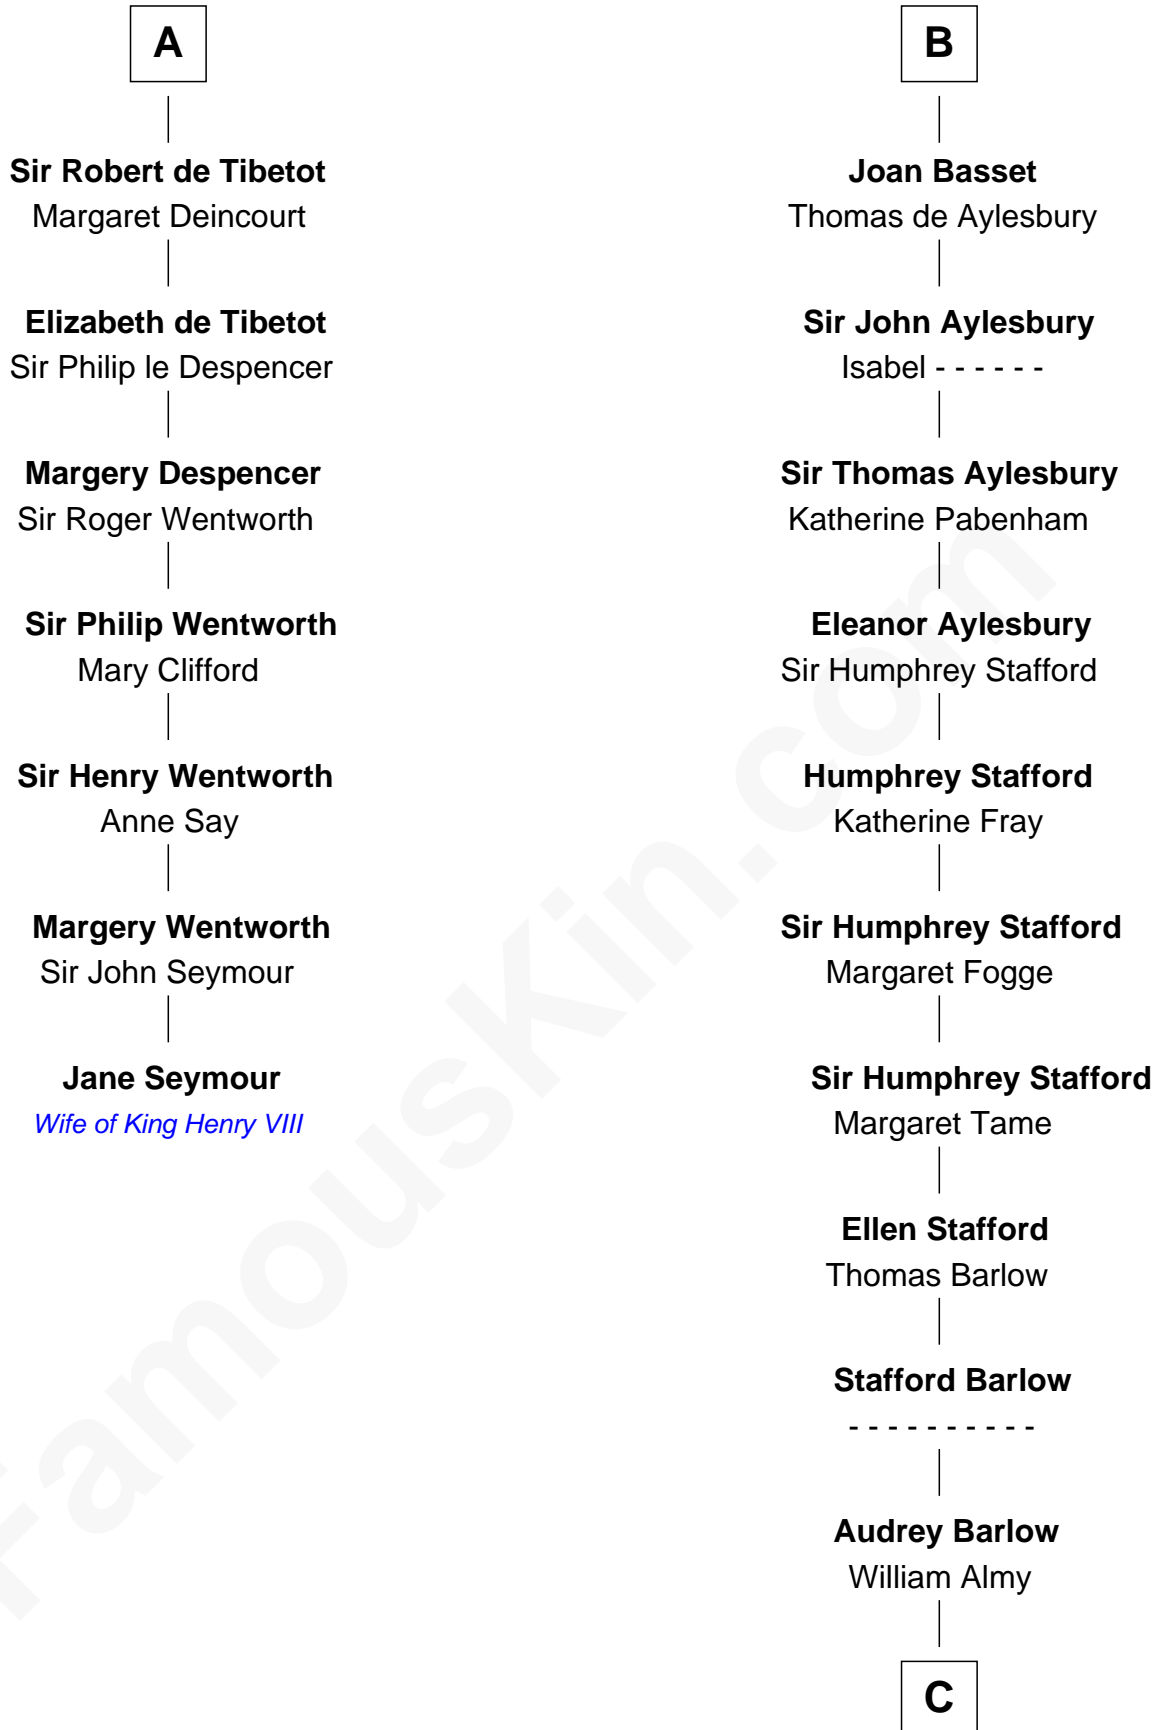 A
Sir Robert de Tibetot
Margaret Deincourt
Elizabeth de Tibetot
Sir Philip le Despencer
Margery Despencer
Sir Roger Wentworth
Sir Philip Wentworth
Mary Clifford
Sir Henry Wentworth
Anne Say
Margery Wentworth
Sir John Seymour
Jane Seymour
Wife of King Henry VIII
B
Joan Basset
Thomas de Aylesbury
Sir John Aylesbury
Isabel - - - - - -
Sir Thomas Aylesbury
Katherine Pabenham
Eleanor Aylesbury
Sir Humphrey Stafford
Humphrey Stafford
Katherine Fray
Sir Humphrey Stafford
Margaret Fogge
Sir Humphrey Stafford
Margaret Tame
Ellen Stafford
Thomas Barlow
Stafford Barlow
- - - - - - - - - -
Audrey Barlow
William Almy
C
FamousKin.com